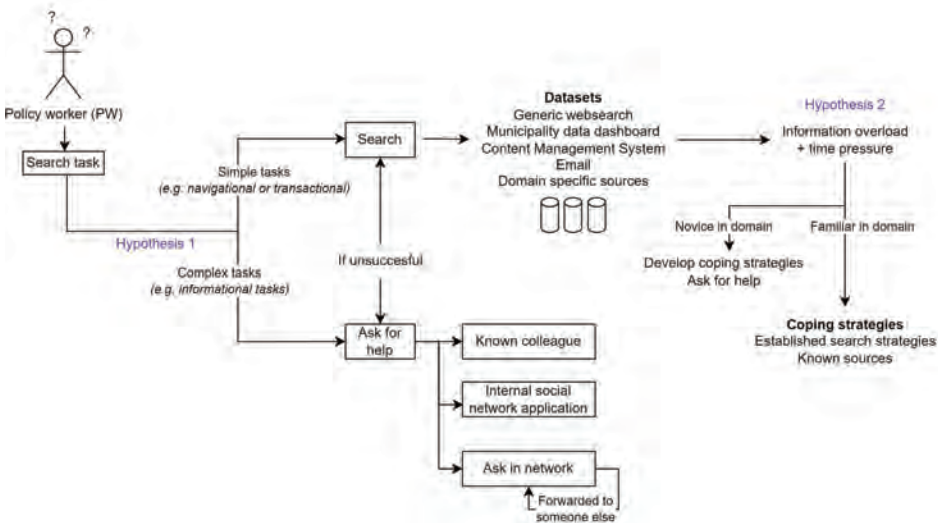 ?
?
Policy worker (PW)
Search task
Hypothesis 1
Simple tasks
(e.g. navigational or transactional)
Complex tasks
(e.g. informational tasks)
Search
If unsuccesful
Ask for
help
Datasets
Generic websearch
Municipality data dashboard
Content Management System
Email
Domain specific sources
Known colleague
Internal social
network application
Ask in network
Forwarded to
someone else
Hypothesis 2
Information overload
+ time pressure
Novice in domain
Familiar in domain
Develop coping strategies
Ask for help
Coping strategies
Established search strategies
Known sources